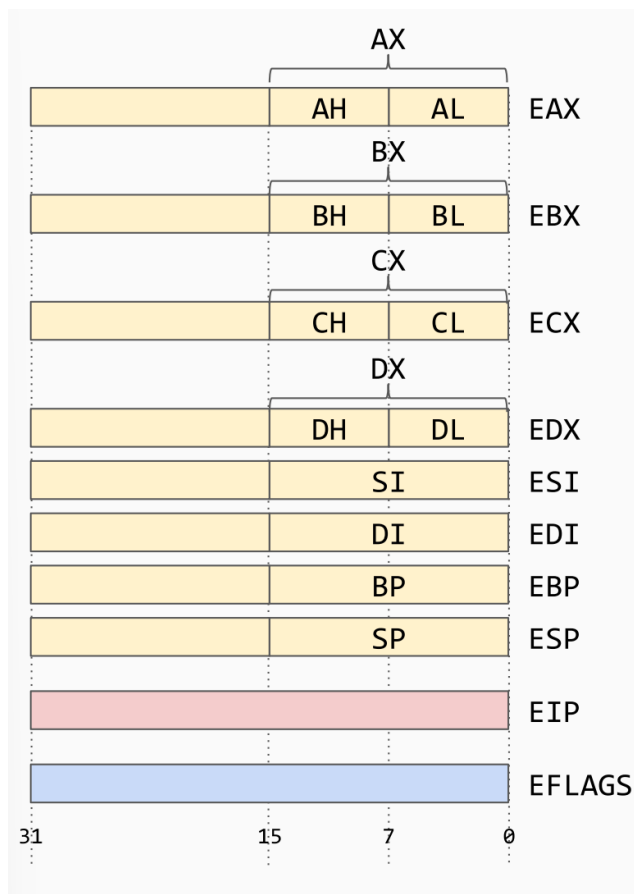 AX
AH AL EAX
BX
BH BL EBX
CX
CH CL ECX
DX
DH DL EDX
SI ESI
DI EDI
BP EBP
SP ESP
EIP
EFLAGS
31 15 7 0